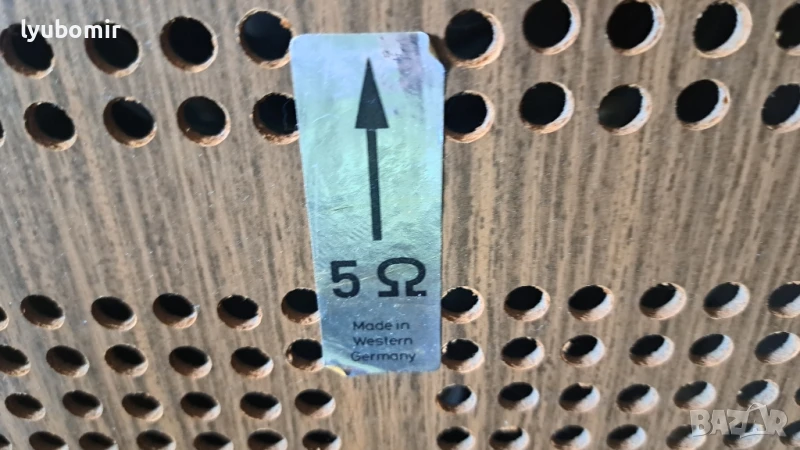 lyubomir
5 Ω
Made in
Western
Germany
BAZAR